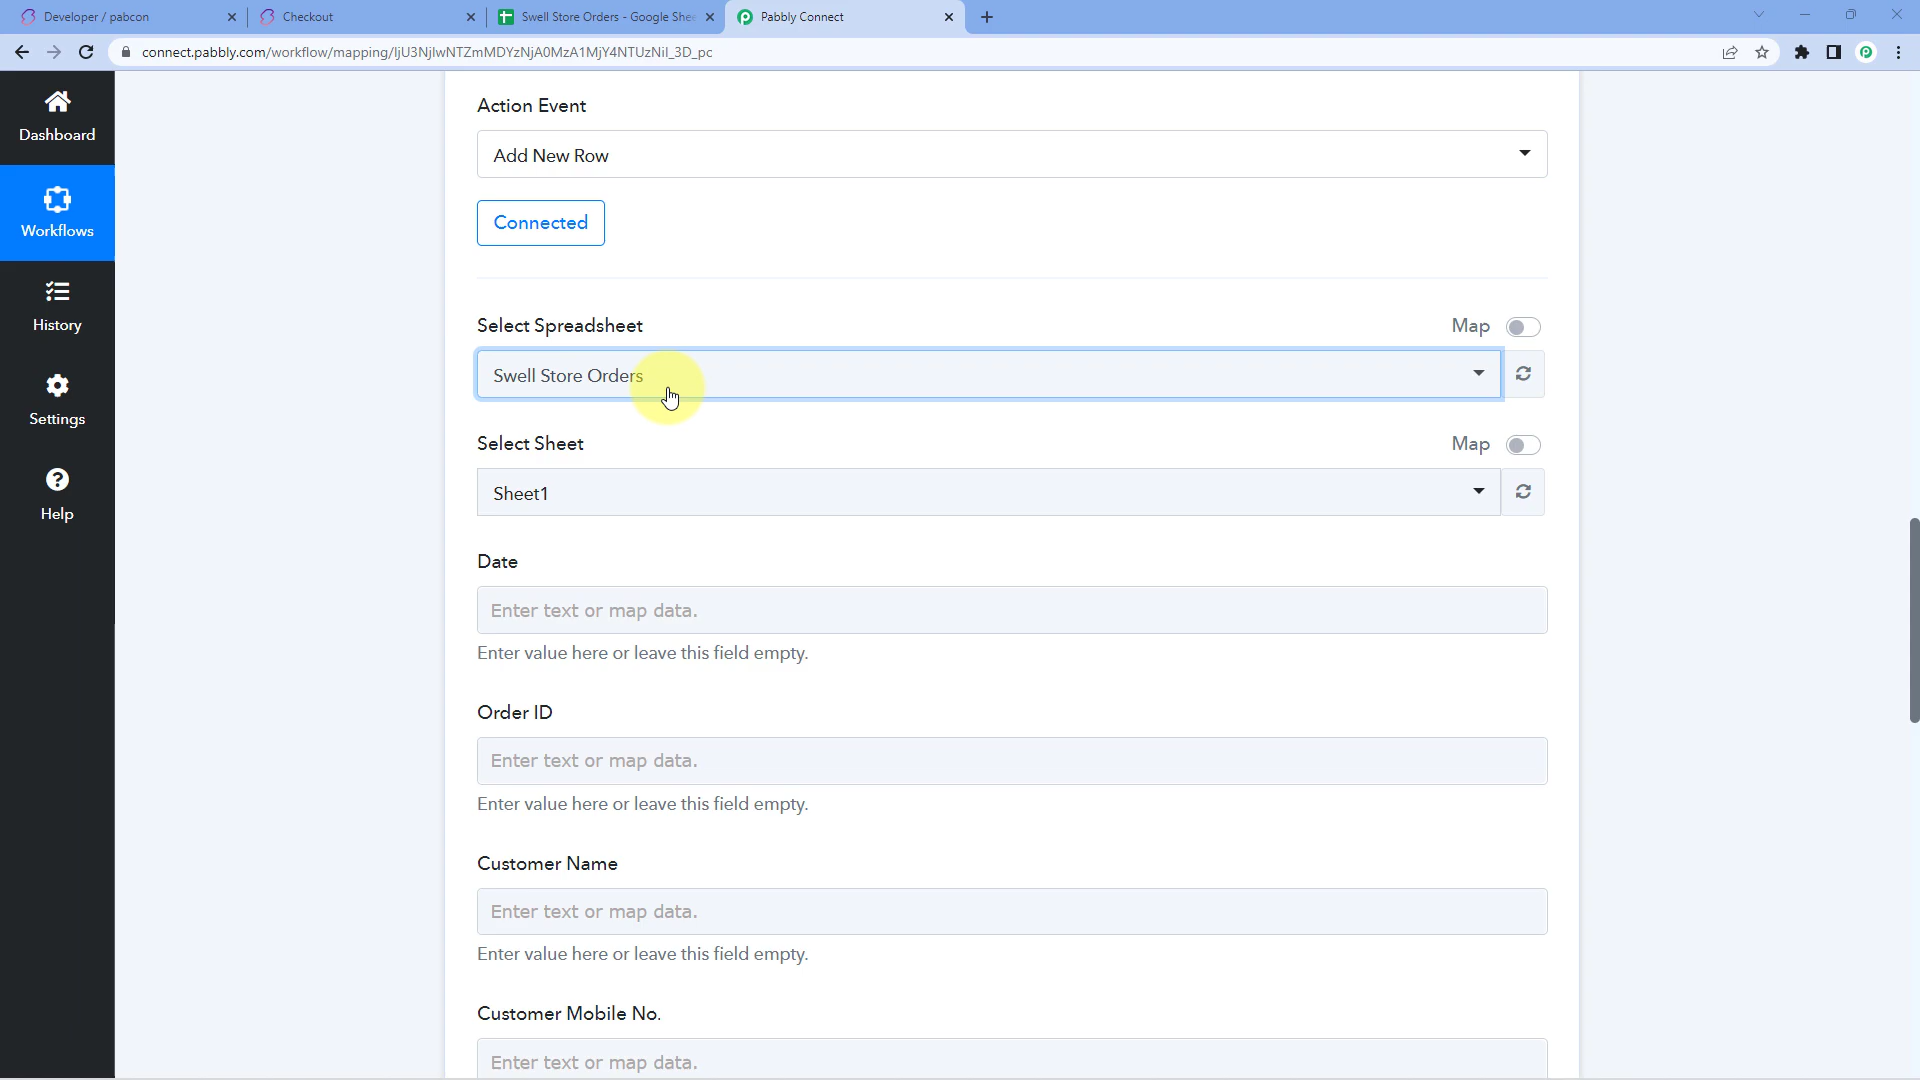 Developer / pabcon
Checkout
Swell Store Orders - Google Shee
Pabbly Connect
connect.pabbly.com/workflow/mapping/IjU3NjIwNTZmMDYzNjA0MzA1MjY4NTUzNiI_3D_pc
Dashboard
Workflows
History
Settings
Help
Action Event
Add New Row
Connected
Select Spreadsheet
Map
Swell Store Orders
Select Sheet
Map
Sheet1
Date
Enter text or map data.
Enter value here or leave this field empty.
Order ID
Enter text or map data.
Enter value here or leave this field empty.
Customer Name
Enter text or map data.
Enter value here or leave this field empty.
Customer Mobile No.
Enter text or map data.